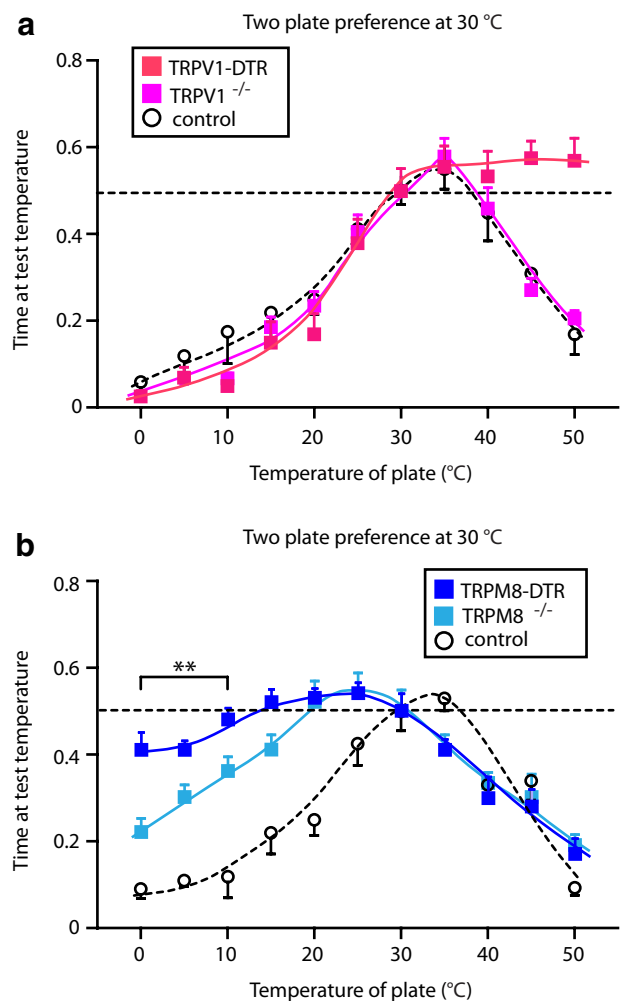 a
Two plate preference at 30 °C
TRPV1-DTR
TRPV1 -/-
control
Time at test temperature
0.8
0.6
0.4
0.2
0
0 10 20 30 40 50
Temperature of plate (°C)
b
Two plate preference at 30 °C
TRPM8-DTR
TRPM8 -/-
control
**
Time at test temperature
0.8
0.6
0.4
0.2
0
0 10 20 30 40 50
Temperature of plate (°C)